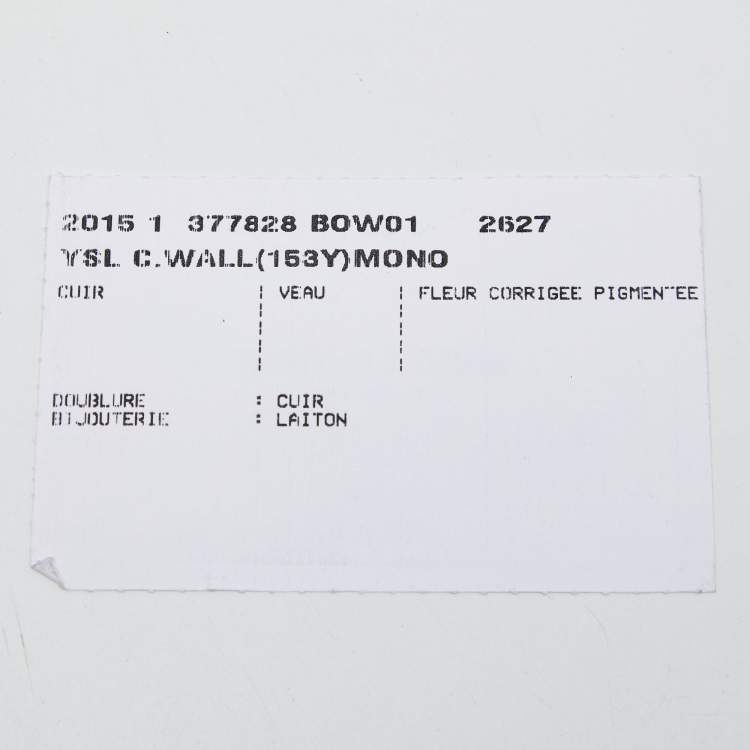 2015 1 377828 BOW01 2627
YSL C.WALL(153Y)MONO
CUIR | VEAU | FLEUR CORRIGEE PIGMENTEE
DOUBLURE : CUIR
BIJOUTERIE : LAITON